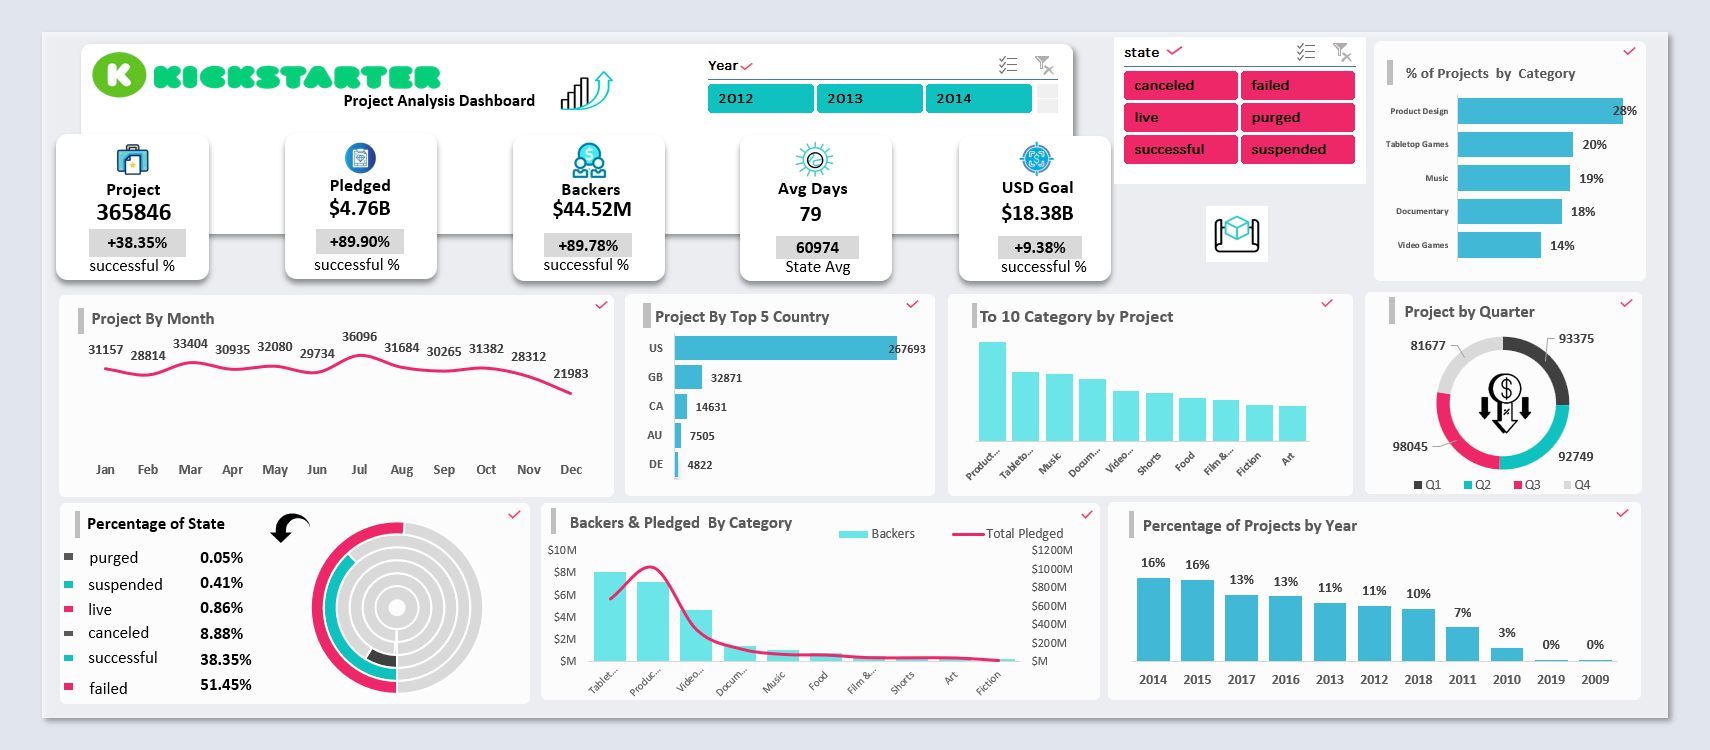 K KICKSTARTER
Project Analysis Dashboard
Year
2012 2013 2014
state
canceled failed
live purged
successful suspended
Project
365846
+38.35%
successful %
Pledged
$4.76B
+89.90%
successful %
Backers
$44.52M
+89.78%
successful %
Avg Days
79
60974
State Avg
USD Goal
$18.38B
+9.38%
successful %
% of Projects by Category
Product Design 28%
Tabletop Games 20%
Music 19%
Documentary 18%
Video Games 14%
Project By Month
31157 28814 33404 30935 32080 29734 36096 31684 30265 31382 28312 21983
Jan Feb Mar Apr May Jun Jul Aug Sep Oct Nov Dec
Project By Top 5 Country
US 267693
GB 32871
CA 14631
AU 7505
DE 4822
To 10 Category by Project
Product... Tableto... Music Docum... Video... Shorts Food Film &... Fiction Art
Project by Quarter
81677 93375
98045 92749
Q1 Q2 Q3 Q4
Percentage of State
purged 0.05%
suspended 0.41%
live 0.86%
canceled 8.88%
successful 38.35%
failed 51.45%
Backers & Pledged By Category
Backers Total Pledged
$10M $1200M
$8M $1000M
$6M $800M
$4M $600M
$2M $400M
$M $200M
$M
Tablet... Produc... Video... Docum... Music Food Film &... Shorts Art Fiction
Percentage of Projects by Year
16% 16% 13% 13% 11% 11% 10% 7% 3% 0% 0%
2014 2015 2017 2016 2013 2012 2018 2011 2010 2019 2009